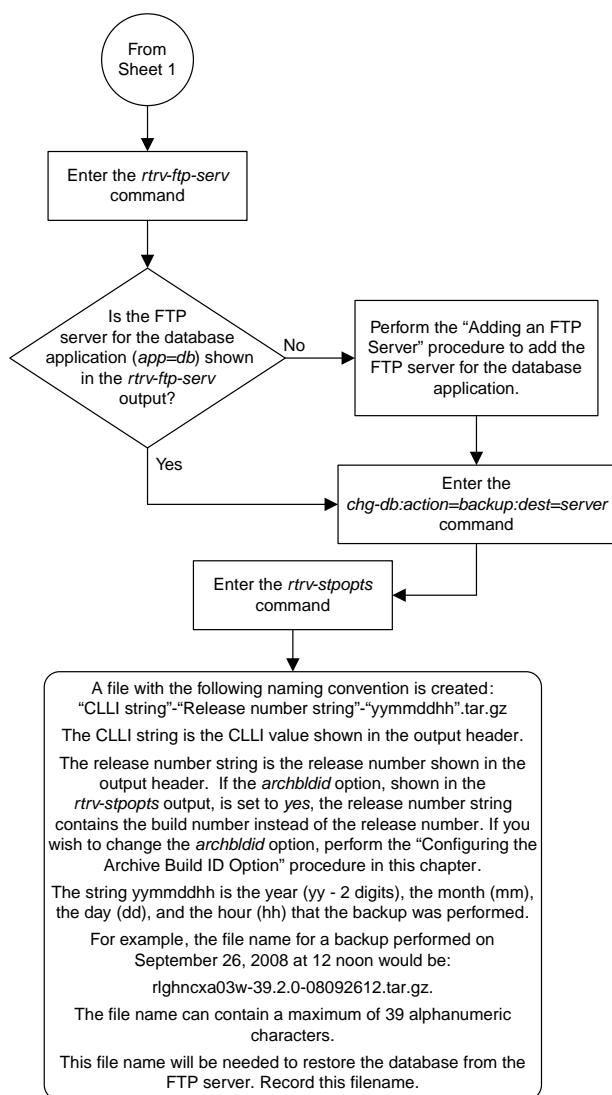 From
Sheet 1
Enter the rtrv-ftp-serv
command
Is the FTP
server for the database
application (app=db) shown
in the rtrv-ftp-serv
output?
No
Perform the “Adding an FTP
Server” procedure to add the
FTP server for the database
application.
Yes
Enter the
chg-db:action=backup:dest=server
command
Enter the rtrv-stpopts
command
A file with the following naming convention is created:
“CLLI string”-“Release number string”-“yymmddhh”.tar.gz
The CLLI string is the CLLI value shown in the output header.
The release number string is the release number shown in the
output header. If the archbldid option, shown in the
rtrv-stpopts output, is set to yes, the release number string
contains the build number instead of the release number. If you
wish to change the archbldid option, perform the “Configuring the
Archive Build ID Option” procedure in this chapter.
The string yymmddhh is the year (yy - 2 digits), the month (mm),
the day (dd), and the hour (hh) that the backup was performed.
For example, the file name for a backup performed on
September 26, 2008 at 12 noon would be:
rlghncxa03w-39.2.0-08092612.tar.gz.
The file name can contain a maximum of 39 alphanumeric
characters.
This file name will be needed to restore the database from the
FTP server. Record this filename.